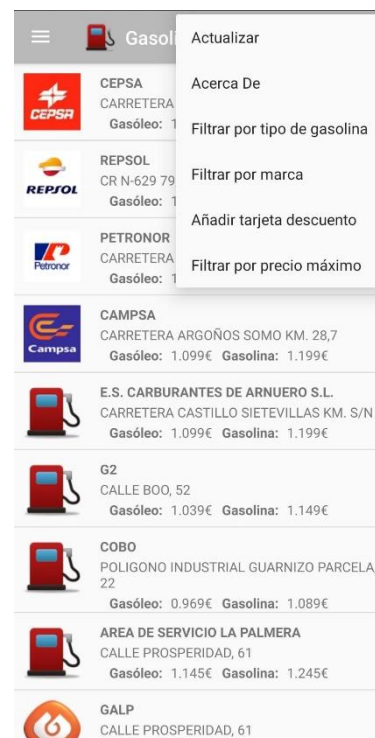 Gasoli
Actualizar
Acerca De
Filtrar por tipo de gasolina
Filtrar por marca
Añadir tarjeta descuento
Filtrar por precio máximo
CEPSA
CEPSA
CARRETERA
Gasóleo: 1
REPSOL
REPSOL
CR N-629 79
Gasóleo: 1
Petronor
PETRONOR
CARRETERA
Gasóleo: 1
Campsa
CAMPSA
CARRETERA ARGOÑOS SOMO KM. 28,7
Gasóleo: 1.099€ Gasolina: 1.199€
E.S. CARBURANTES DE ARNUERO S.L.
CARRETERA CASTILLO SIETEVILLAS KM. S/N
Gasóleo: 1.099€ Gasolina: 1.199€
G2
CALLE BOO, 52
Gasóleo: 1.039€ Gasolina: 1.149€
COBO
POLIGONO INDUSTRIAL GUARNIZO PARCELA,
22
Gasóleo: 0.969€ Gasolina: 1.089€
AREA DE SERVICIO LA PALMERA
CALLE PROSPERIDAD, 61
Gasóleo: 1.145€ Gasolina: 1.245€
GALP
CALLE PROSPERIDAD, 61